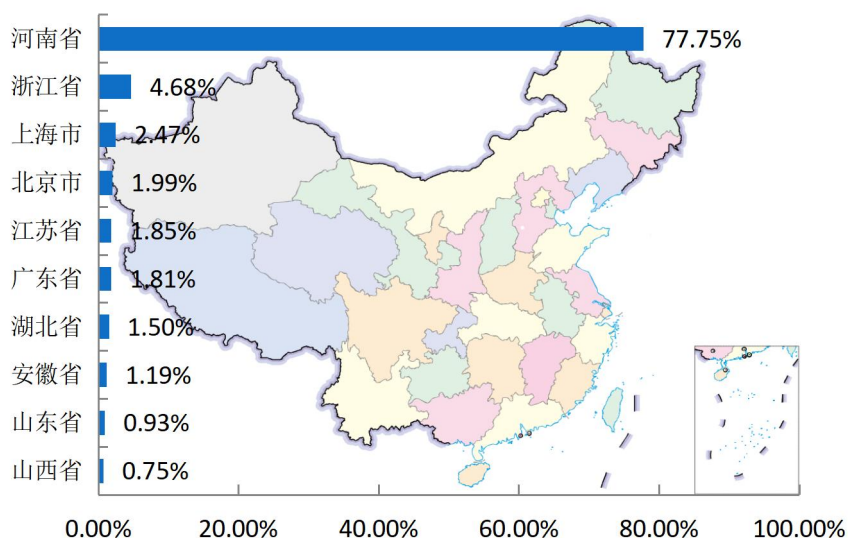 河南省 77.75%
浙江省 4.68%
上海市 2.47%
北京市 1.99%
江苏省 1.85%
广东省 1.81%
湖北省 1.50%
安徽省 1.19%
山东省 0.93%
山西省 0.75%
0.00% 20.00% 40.00% 60.00% 80.00% 100.00%